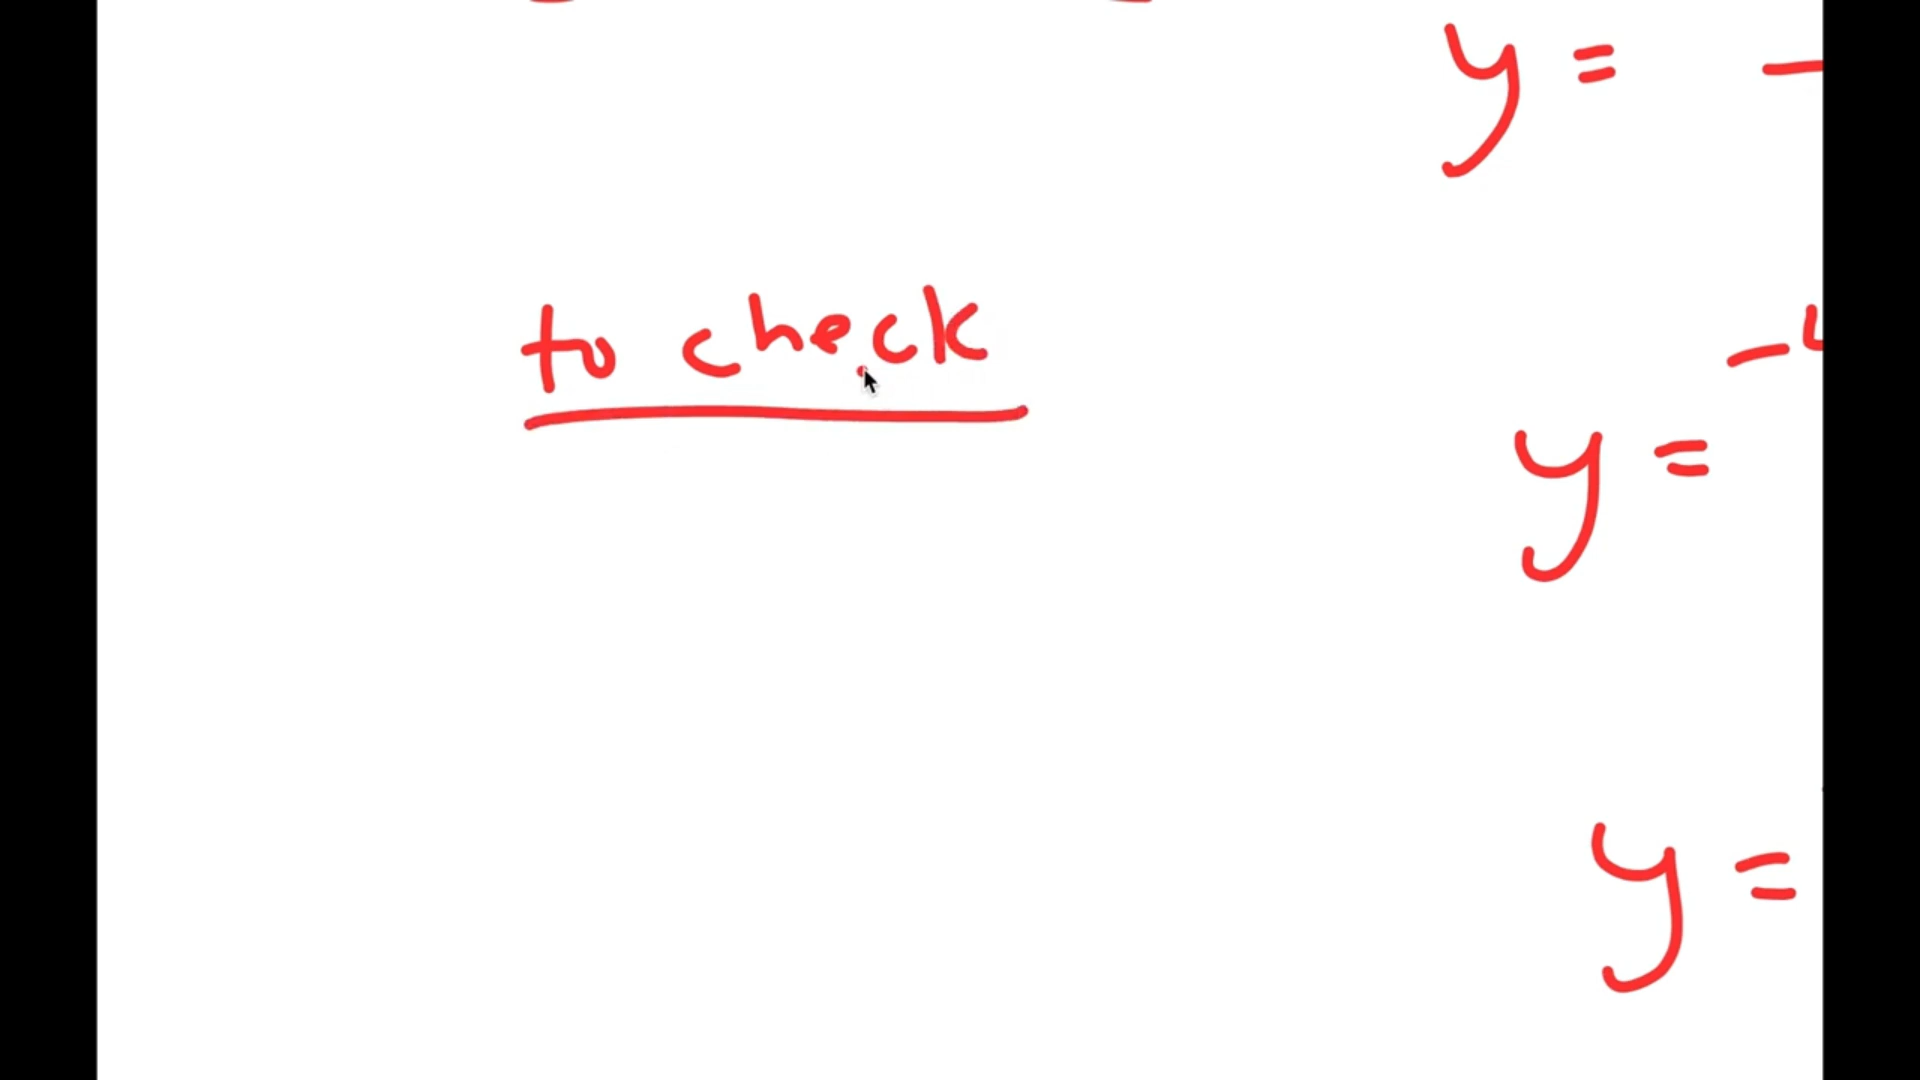 y = -
to check
-
y =
y =